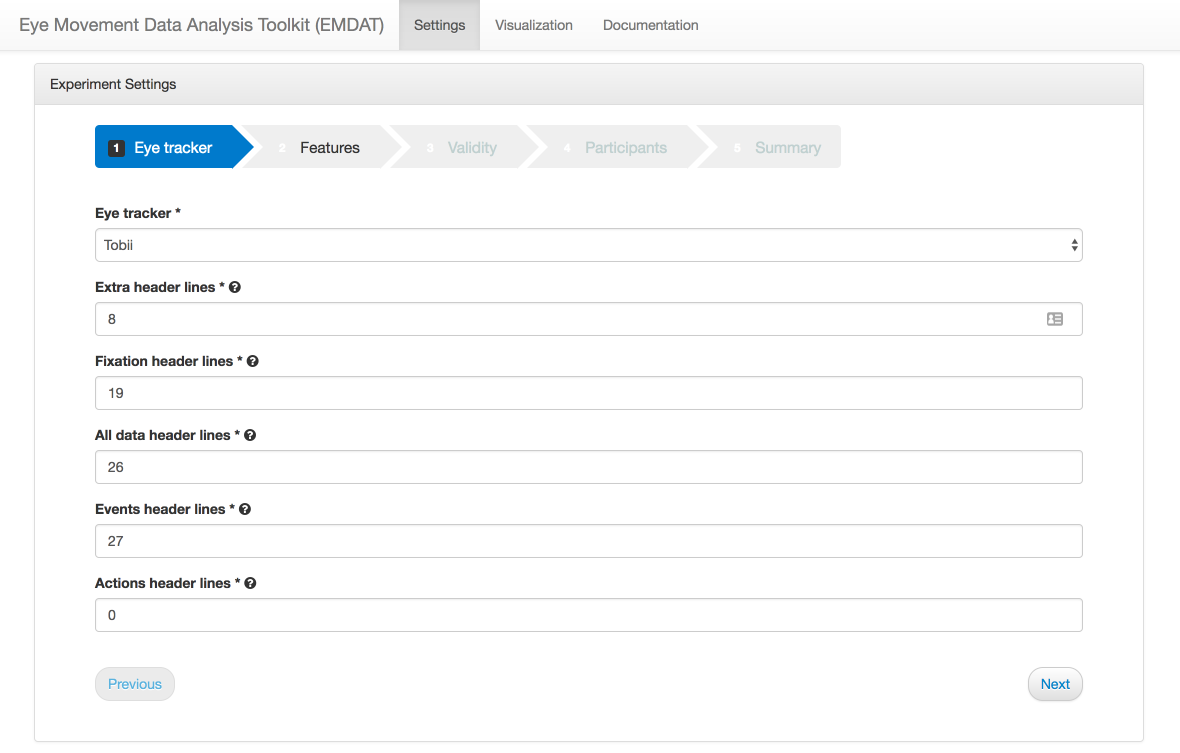 Eye Movement Data Analysis Toolkit (EMDAT) Settings Visualization Documentation
Experiment Settings
1 Eye tracker 2 Features 3 Validity 4 Participants 5 Summary
Eye tracker *
Tobii
Extra header lines * ?
8
Fixation header lines * ?
19
All data header lines * ?
26
Events header lines * ?
27
Actions header lines * ?
0
Previous Next